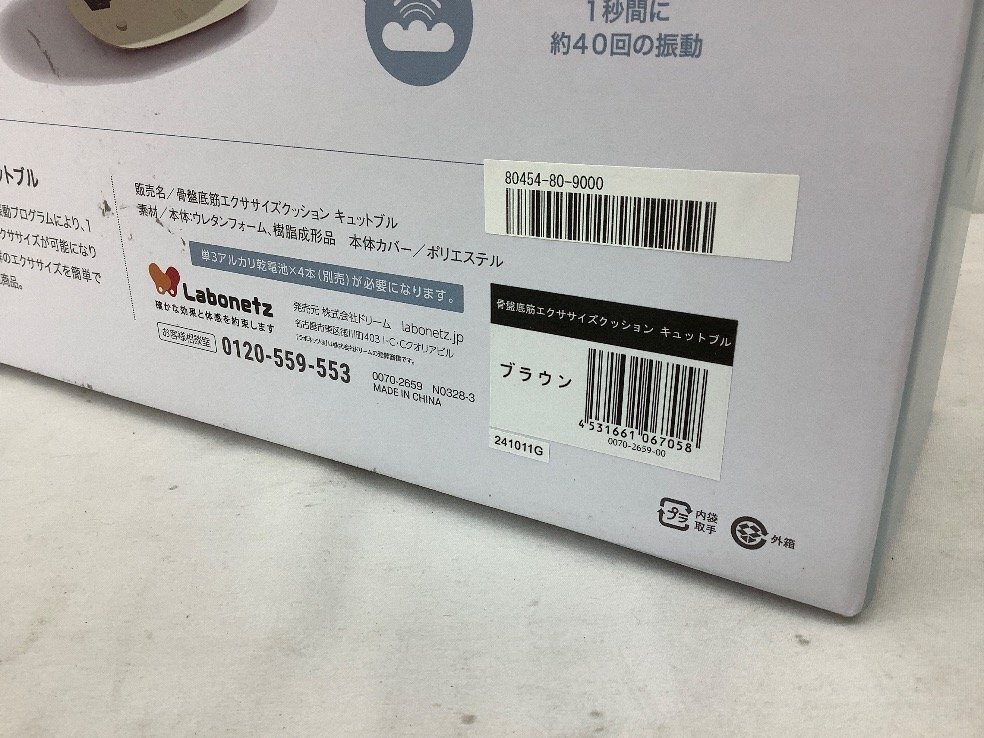 1秒間に
約40回の振動
ットブル
動プログラムにより、1
クササイズが可能になり
のエクササイズを簡単で
商品。
販売名／骨盤底筋エクササイズクッション キュットブル
素材／本体:ウレタンフォーム、樹脂成形品　本体カバー／ポリエステル
単3アルカリ乾電池×4本（別売）が必要になります。
Labonetz
確かな効果と体感を約束します
発売元 株式会社ドリーム　labonetz.jp
お客様相談室 0120-559-553
0070-2659　N0328-3
MADE IN CHINA
80454-80-9000
骨盤底筋エクササイズクッション キュットブル
ブラウン
4 531661 067058
0070-2659-00
241011G
プラ
内袋
取手
外箱